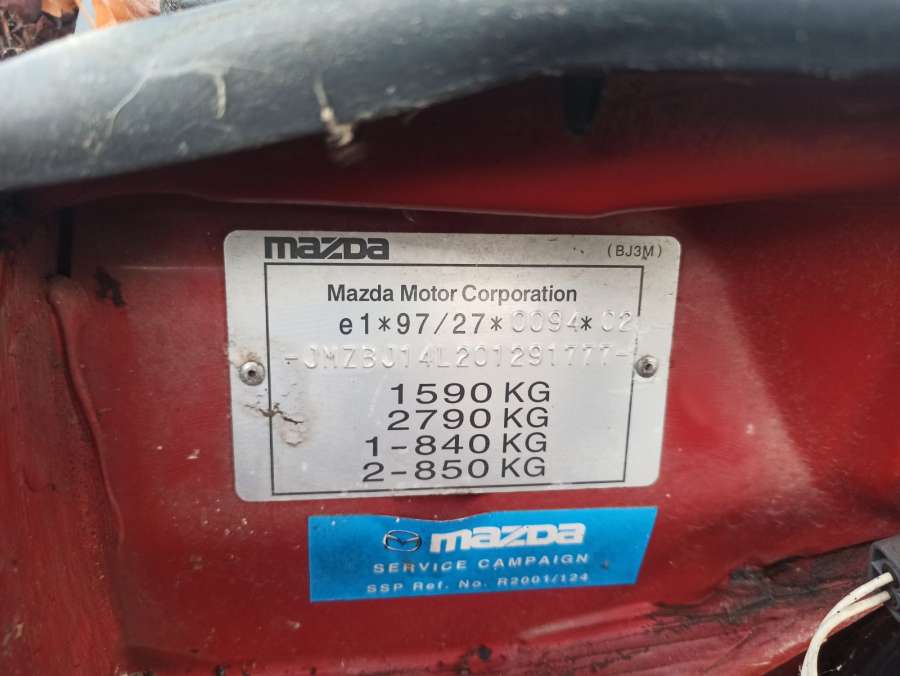 mazda (BJ3M)
Mazda Motor Corporation
e1*97/27*0094*02
-JMZBJ14L201291777-
1590 KG
2790 KG
1-840 KG
2-850 KG
mazda
SERVICE CAMPAIGN
SSP Ref. No. R2001/124